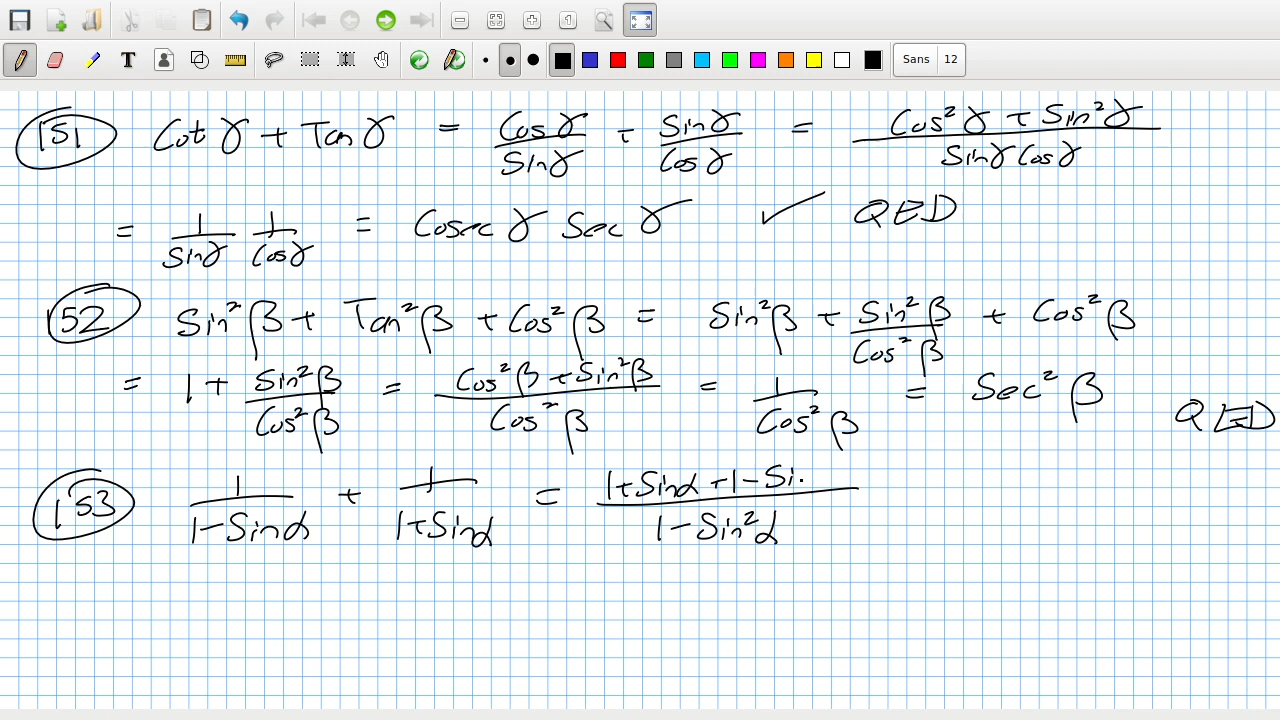 Sans 12
151 Cot γ + Tan γ = Cos γ / Sin γ + Sin γ / Cos γ = Cos² γ + Sin² γ / Sin γ Cos γ
= 1 / Sin γ 1 / Cos γ = Cosec γ Sec γ ✓ QED
152 Sin² β + Tan² β + Cos² β = Sin² β + Sin² β / Cos² β + Cos² β
= 1 + Sin² β / Cos² β = Cos² β + Sin² β / Cos² β = 1 / Cos² β = Sec² β QED
153 1 / 1 - Sin α + 1 / 1 + Sin α = 1 + Sin α + 1 - Si / 1 - Sin² α